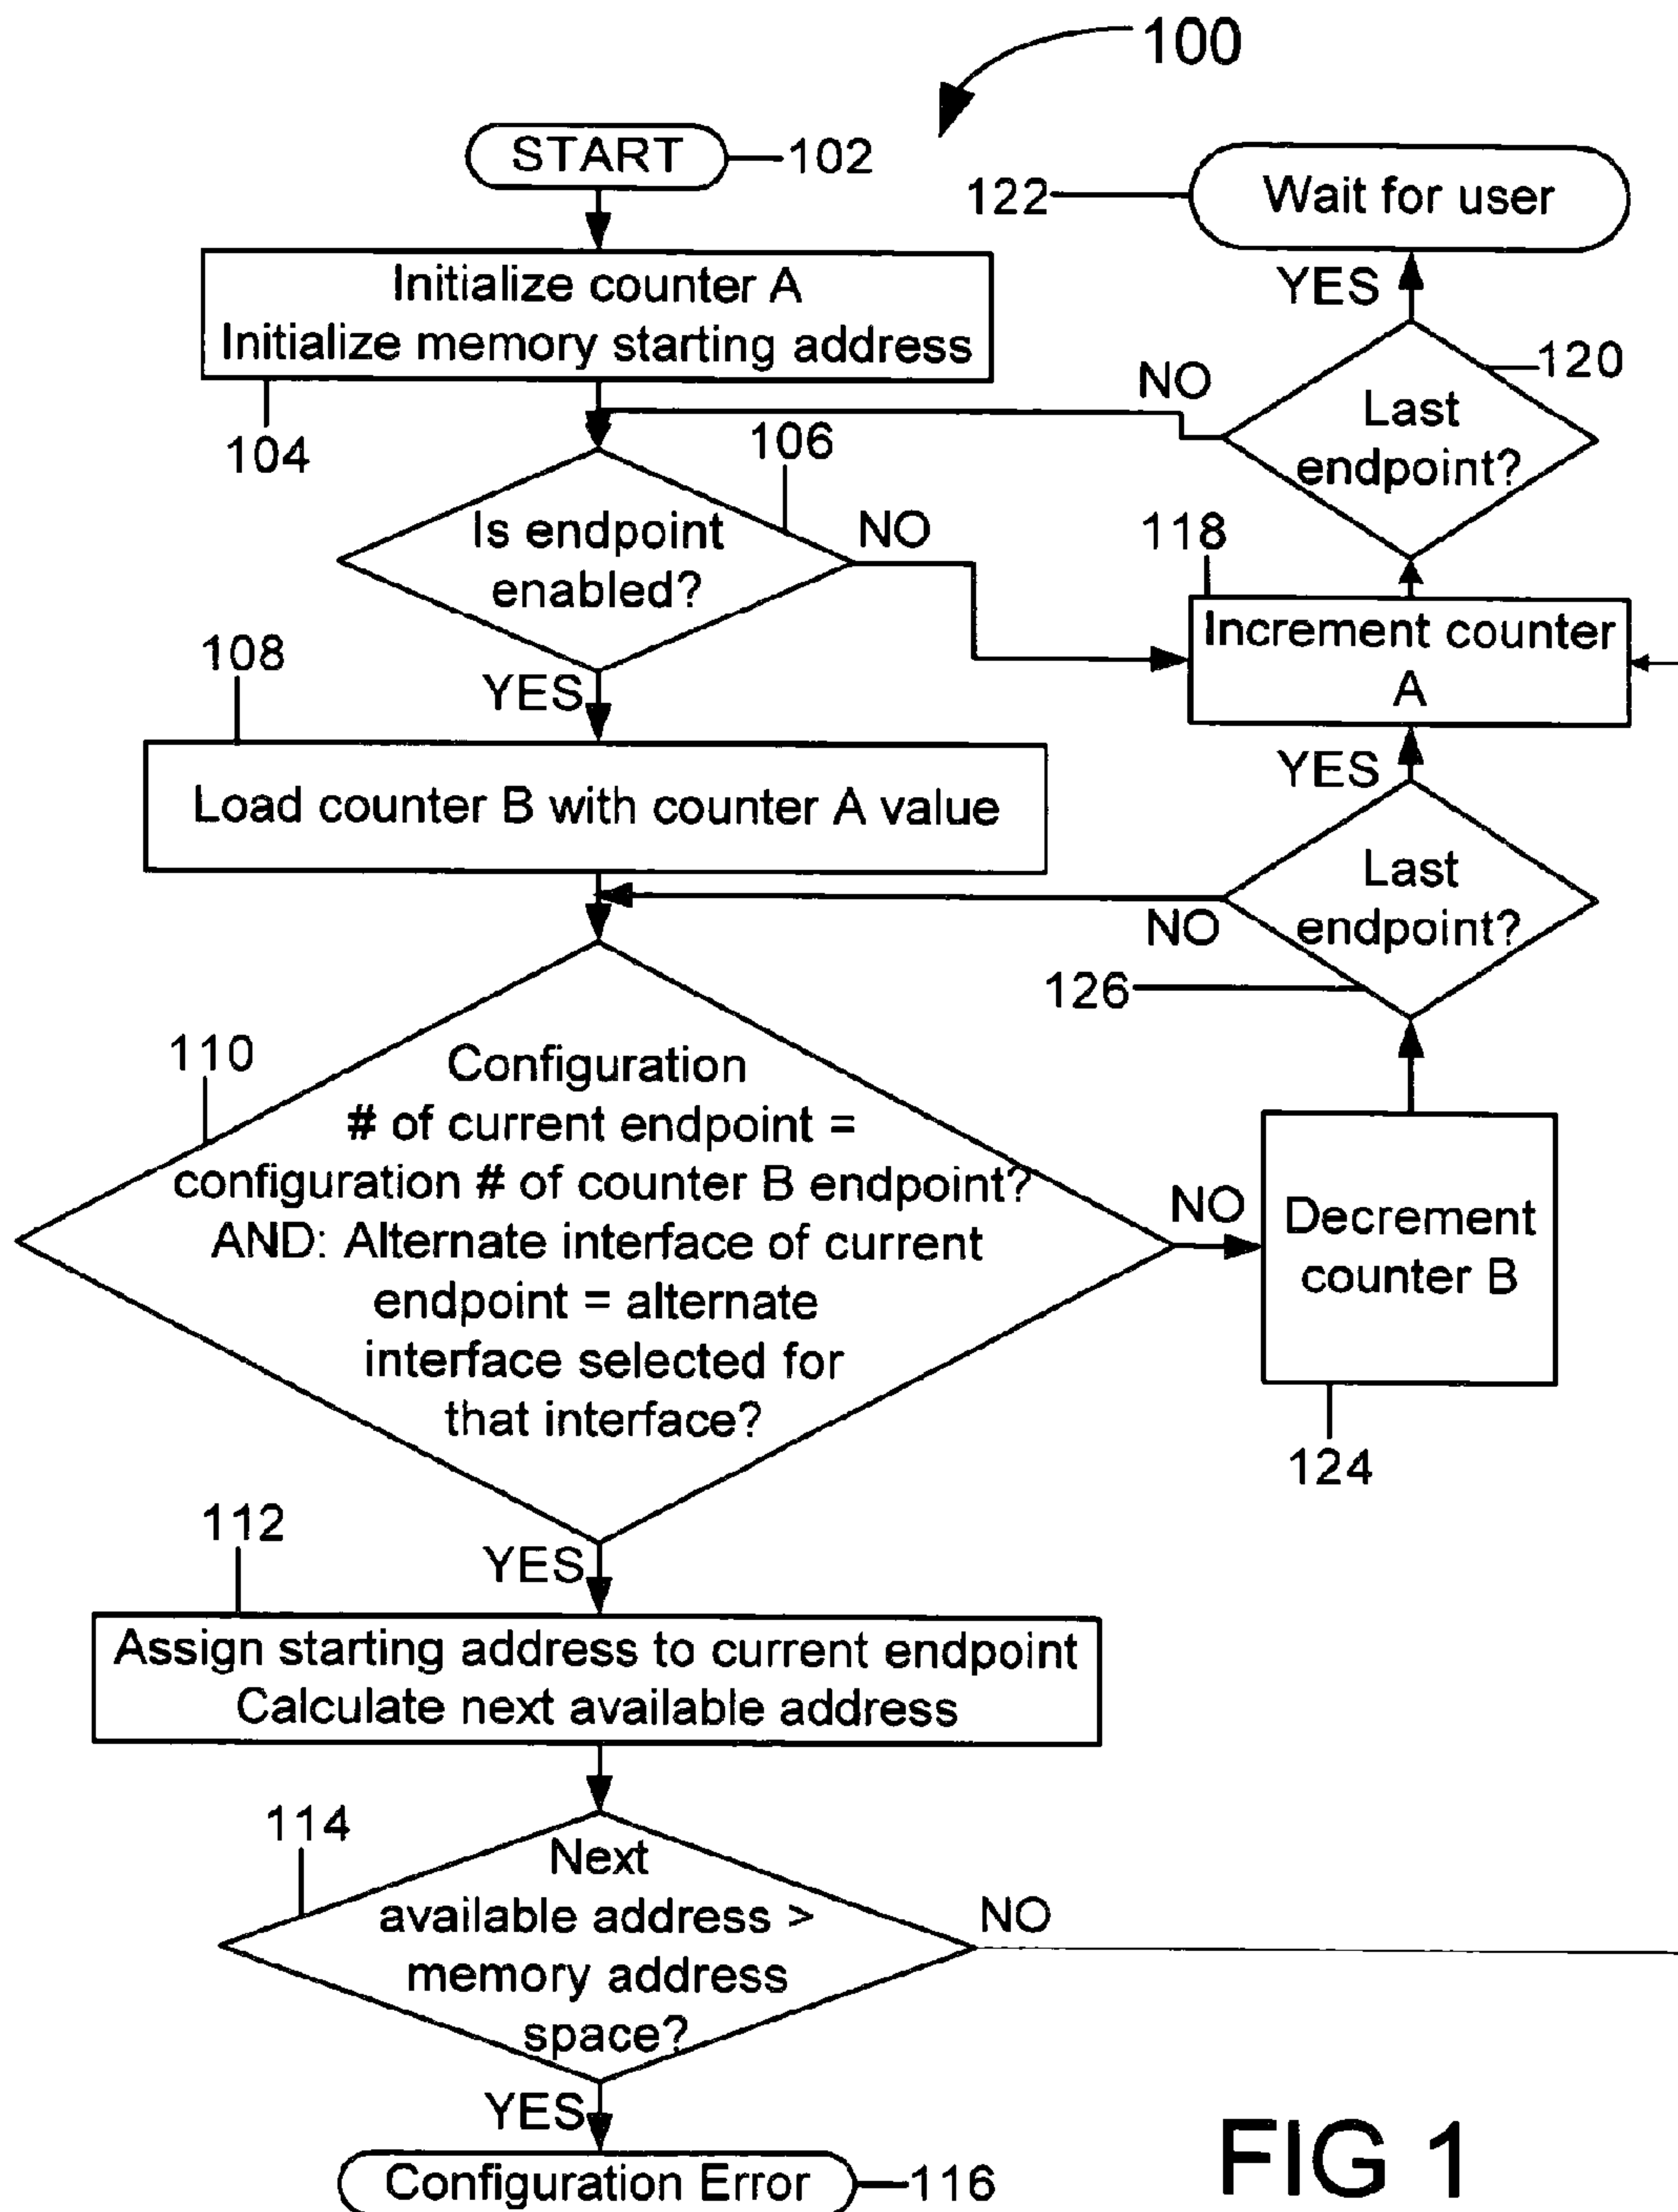 100
START
102
122
Wait for user
Initialize counter A
Initialize memory starting address
104
YES
120
Last
endpoint?
NO
106
Is endpoint
enabled?
NO
118
Increment counter
A
108
YES
Load counter B with counter A value
YES
Last
endpoint?
NO
126
110
Configuration
# of current endpoint =
configuration # of counter B endpoint?
AND: Alternate interface of current
endpoint = alternate
interface selected for
that interface?
NO
Decrement
counter B
124
112
YES
Assign starting address to current endpoint
Calculate next available address
114
Next
available address >
memory address
space?
NO
YES
Configuration Error
116
FIG 1